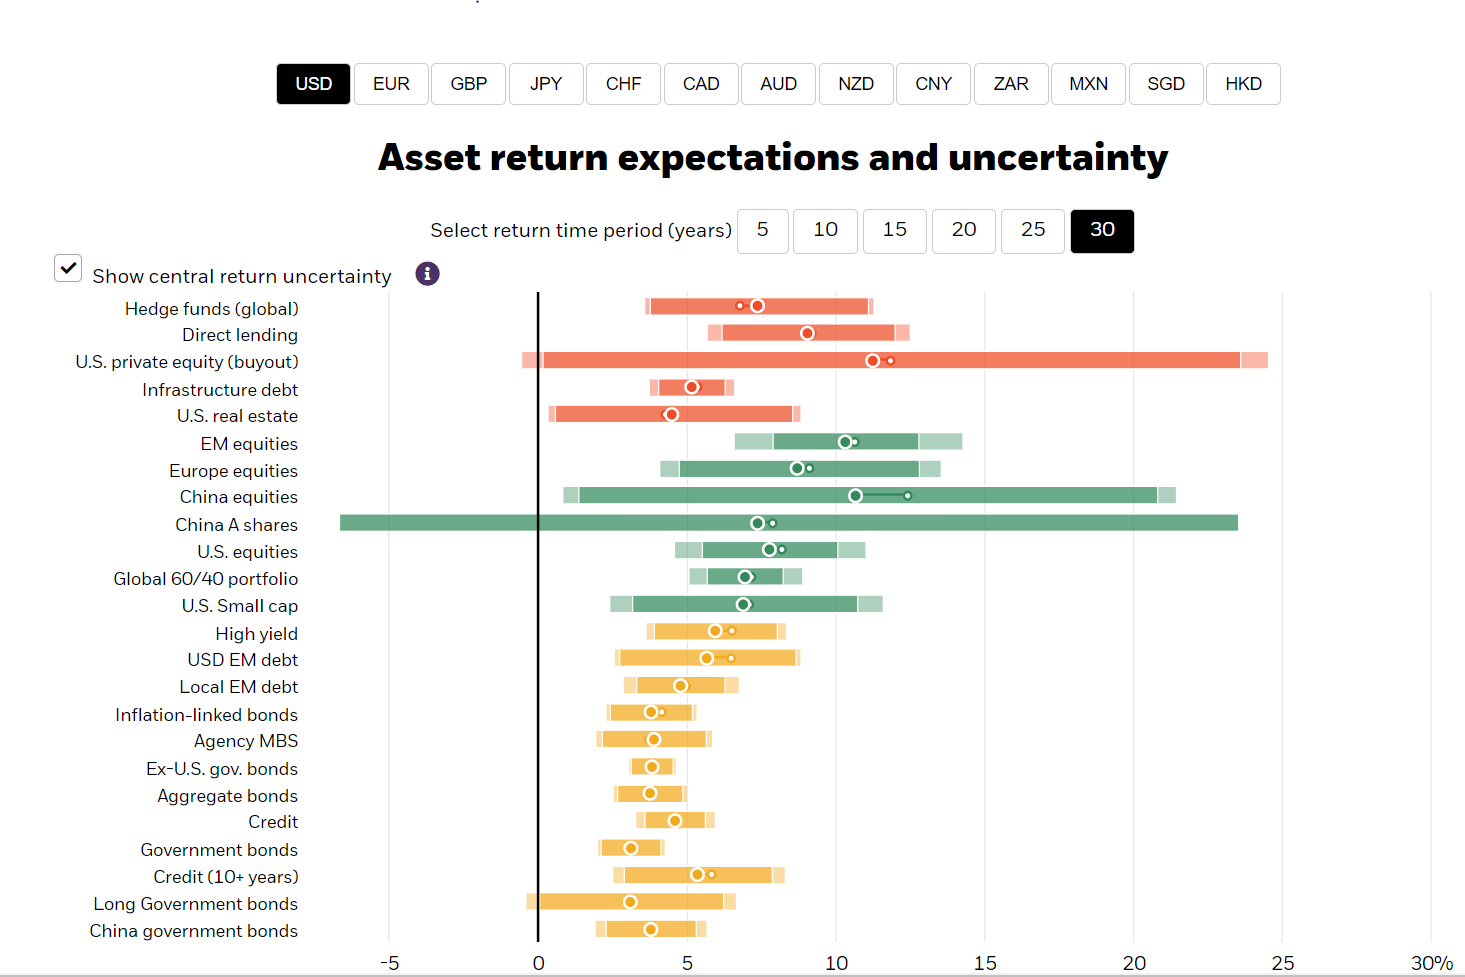 USD EUR GBP JPY CHF CAD AUD NZD CNY ZAR MXN SGD HKD
Asset return expectations and uncertainty
Select return time period (years) 5 10 15 20 25 30
Show central return uncertainty i
Hedge funds (global)
Direct lending
U.S. private equity (buyout)
Infrastructure debt
U.S. real estate
EM equities
Europe equities
China equities
China A shares
U.S. equities
Global 60/40 portfolio
U.S. Small cap
High yield
USD EM debt
Local EM debt
Inflation-linked bonds
Agency MBS
Ex-U.S. gov. bonds
Aggregate bonds
Credit
Government bonds
Credit (10+ years)
Long Government bonds
China government bonds
-5 0 5 10 15 20 25 30%